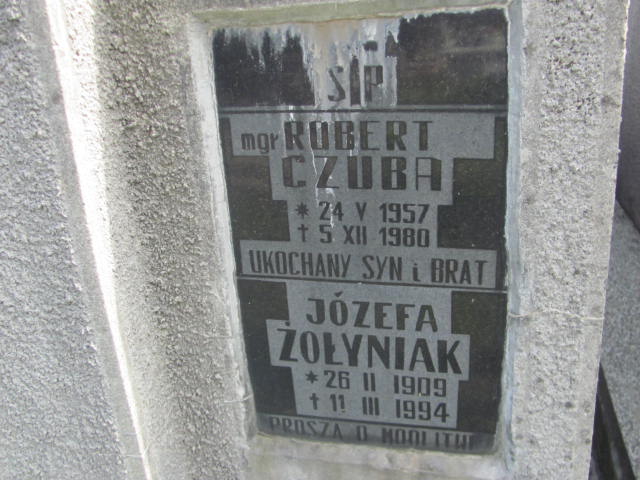 ŚP
mgr ROBERT
CZUBA
* 24 V 1957
† 5 XII 1980
UKOCHANY SYN i BRAT
JÓZEFA
ŻOŁYNIAK
* 26 II 1909
† 11 III 1994
PROSZĄ O MODLITWĘ